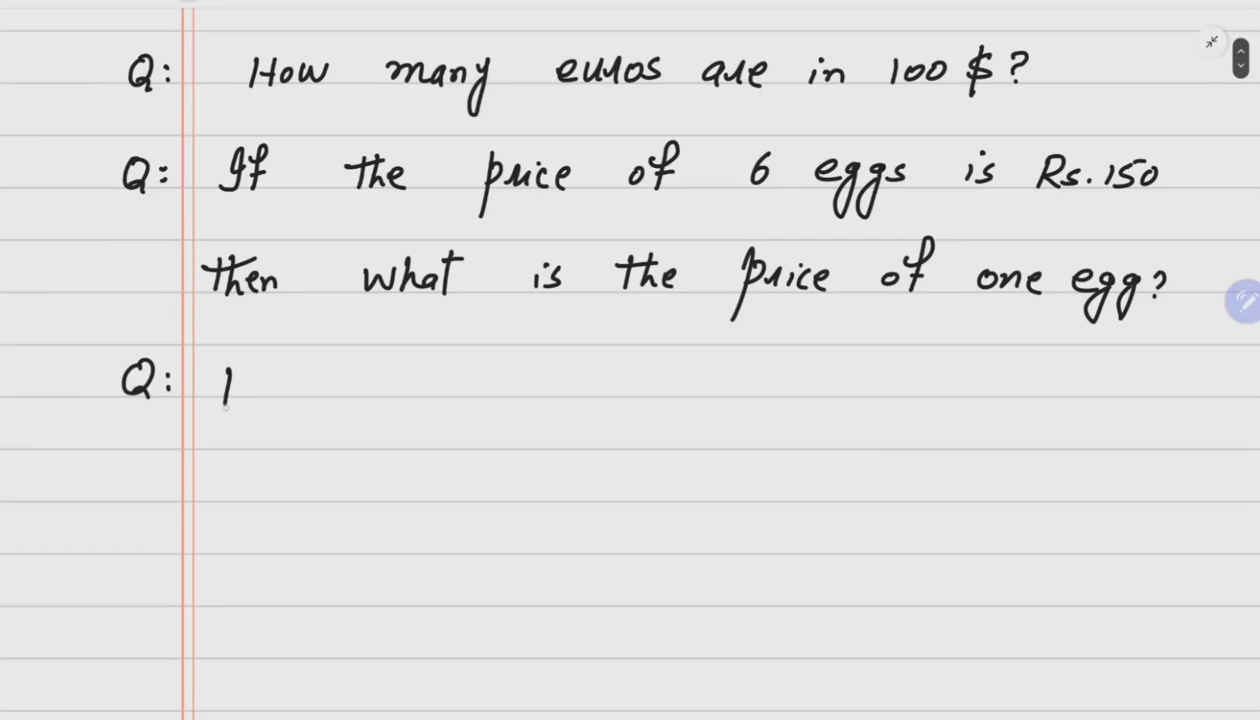 Q: How many euros are in 100 $?
Q: If the price of 6 eggs is Rs. 150
then what is the price of one egg?
Q: I